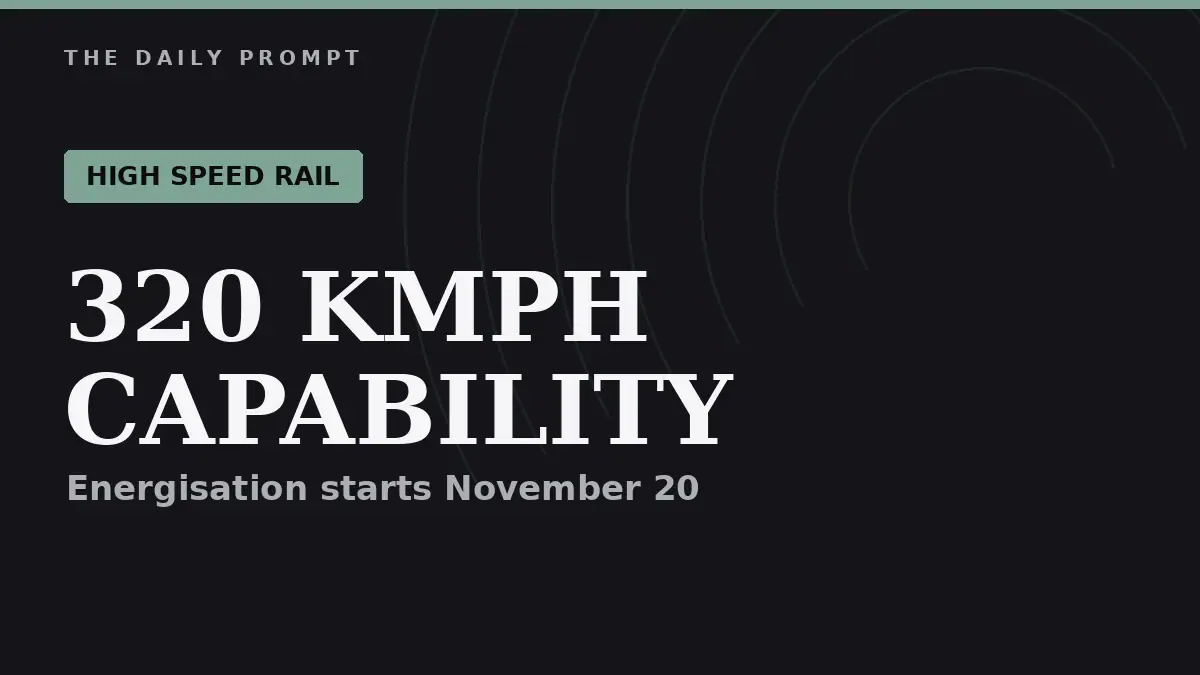 THE DAILY PROMPT
HIGH SPEED RAIL
320 KMPH
CAPABILITY
Energisation starts November 20